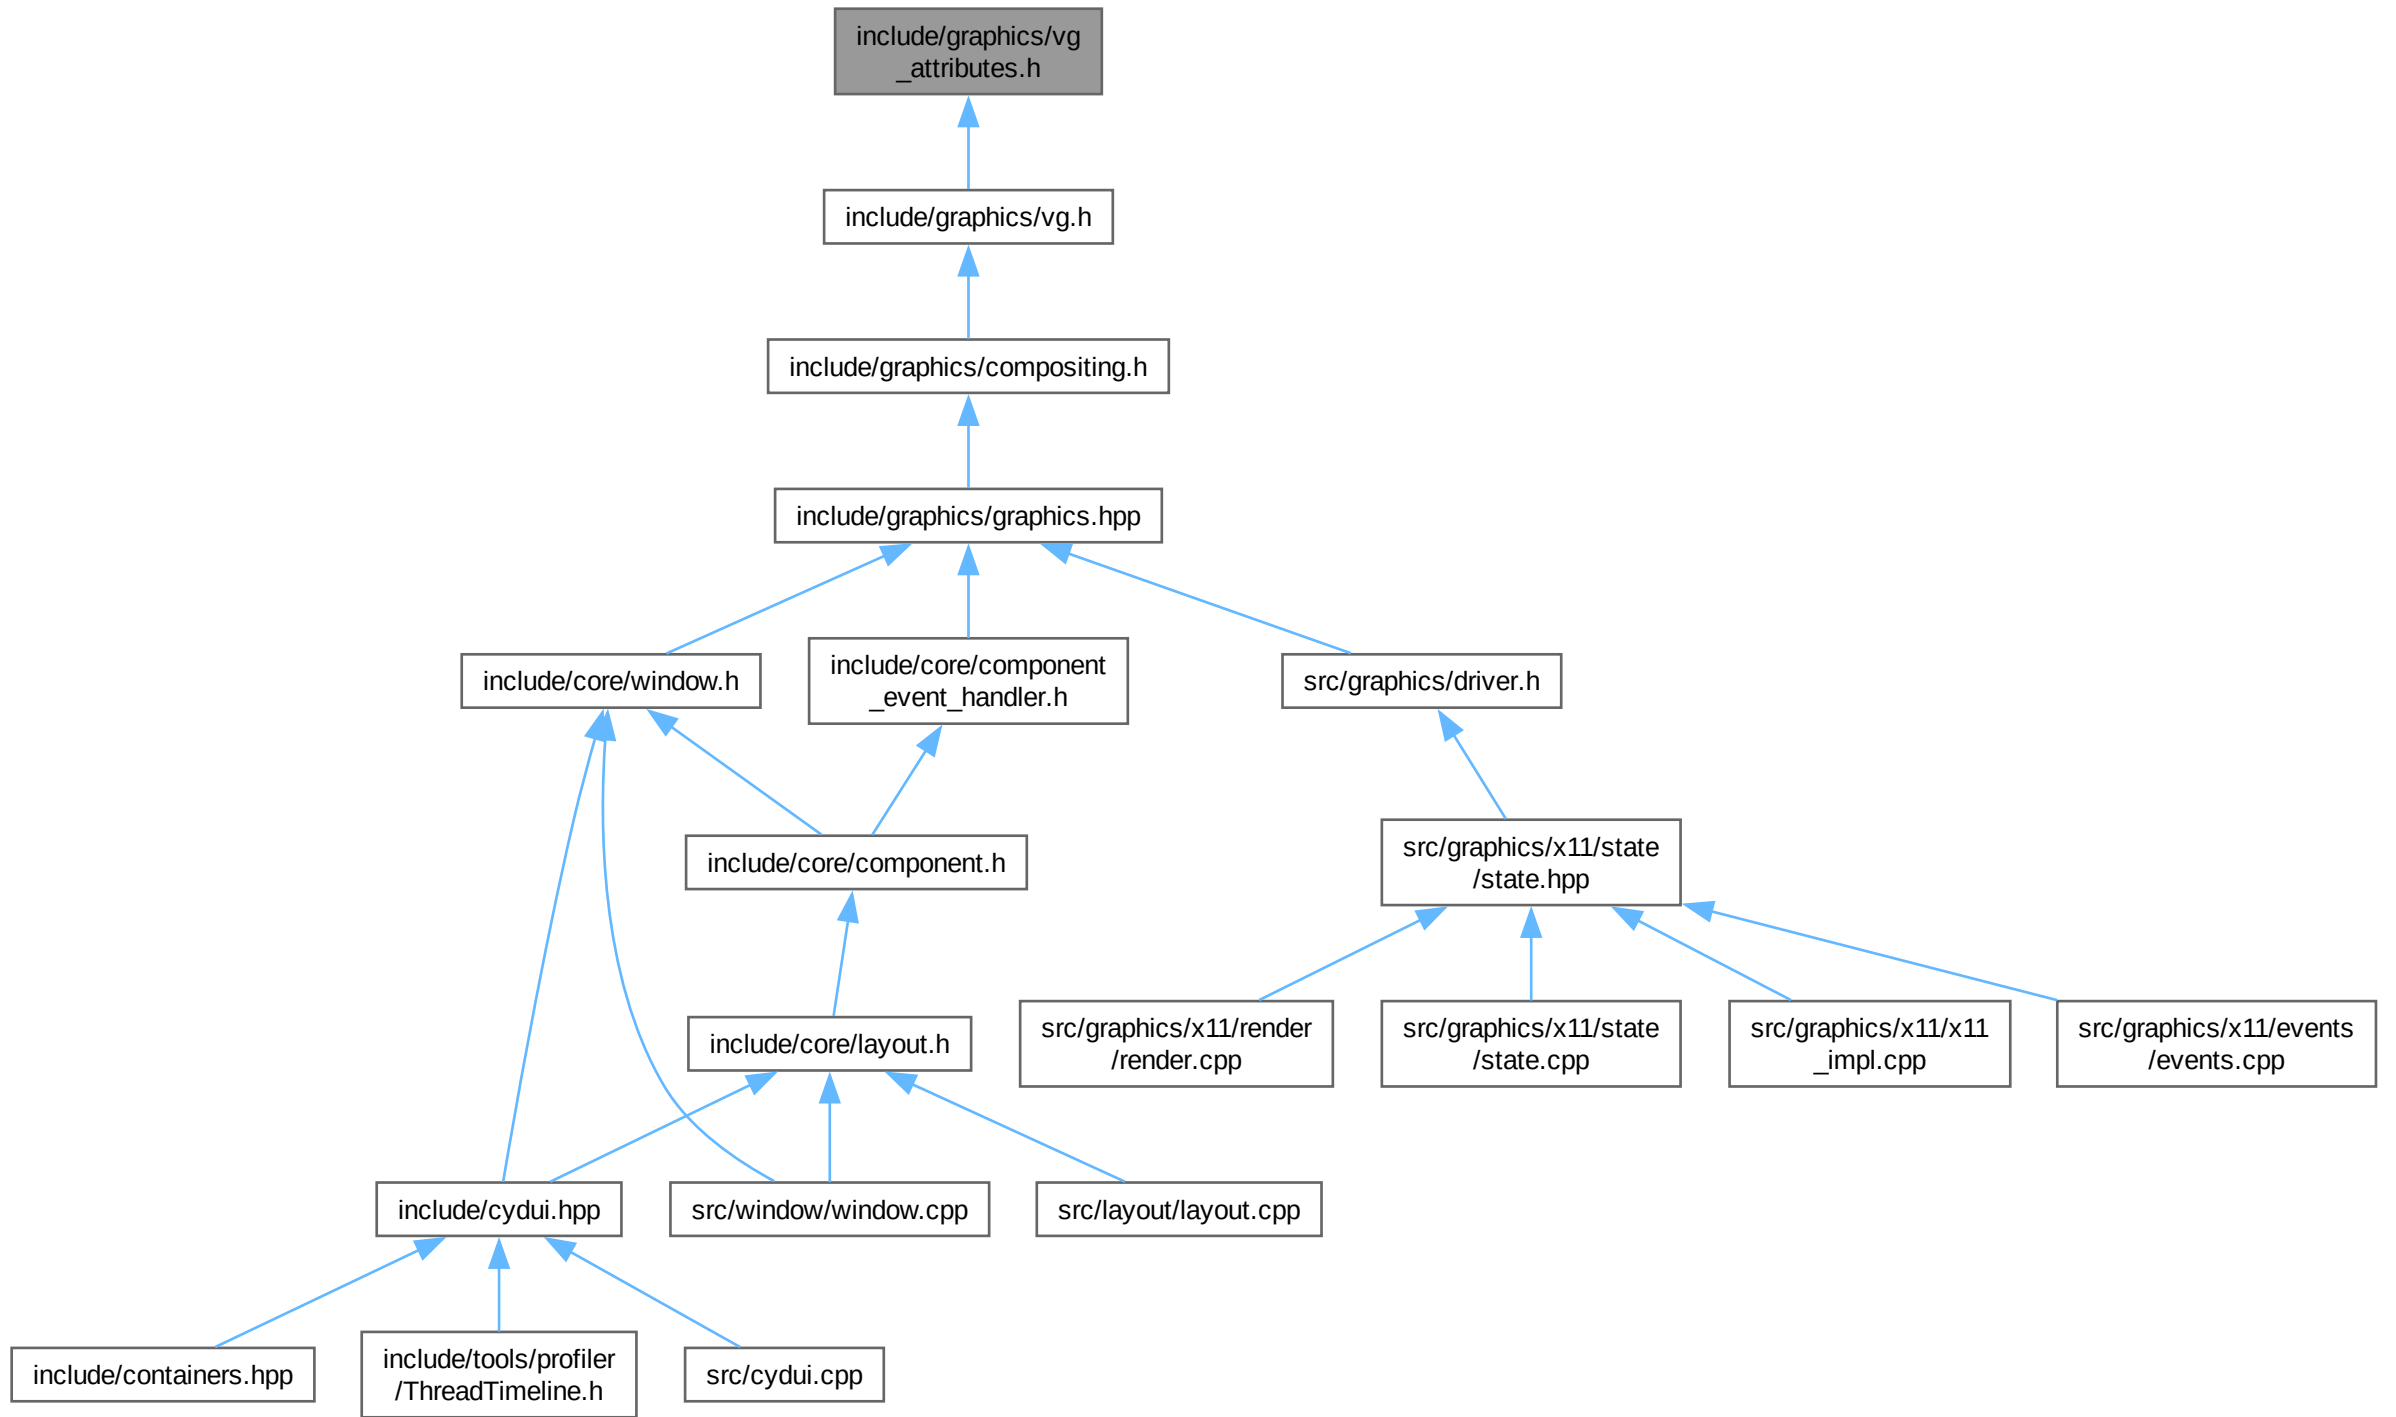 include/graphics/vg
_attributes.h
include/graphics/vg.h
include/graphics/compositing.h
include/graphics/graphics.hpp
include/core/window.h
include/core/component
_event_handler.h
src/graphics/driver.h
include/core/component.h
src/graphics/x11/state
/state.hpp
include/core/layout.h
src/graphics/x11/render
/render.cpp
src/graphics/x11/state
/state.cpp
src/graphics/x11/x11
_impl.cpp
src/graphics/x11/events
/events.cpp
include/cydui.hpp
src/window/window.cpp
src/layout/layout.cpp
include/containers.hpp
include/tools/profiler
/ThreadTimeline.h
src/cydui.cpp